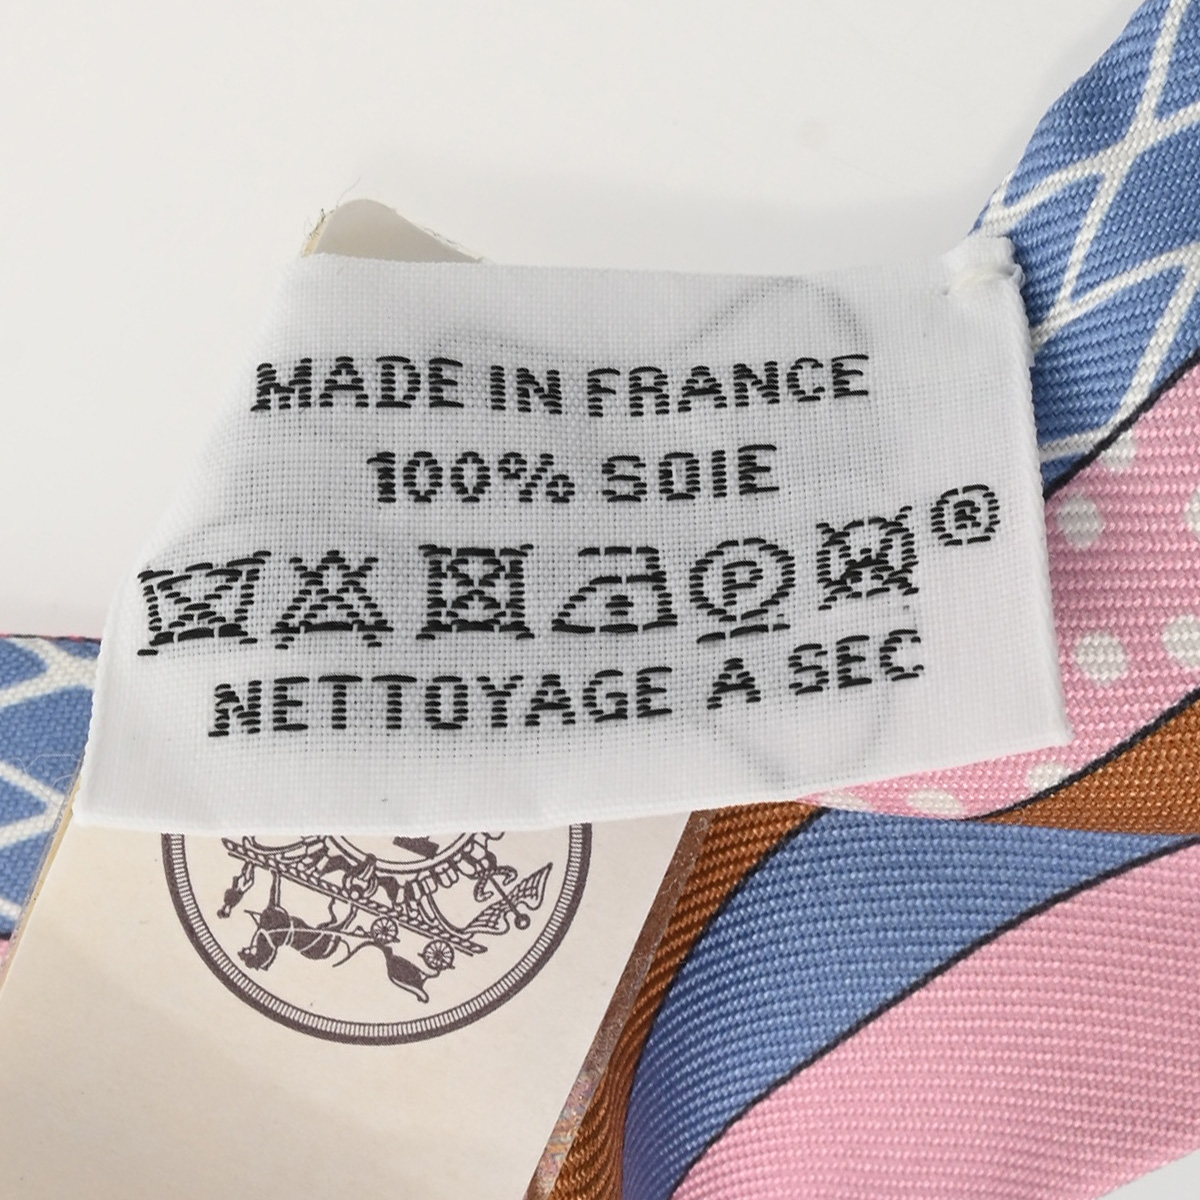 MADE IN FRANCE
100% SOIE
P W ®
NETTOYAGE A SEC